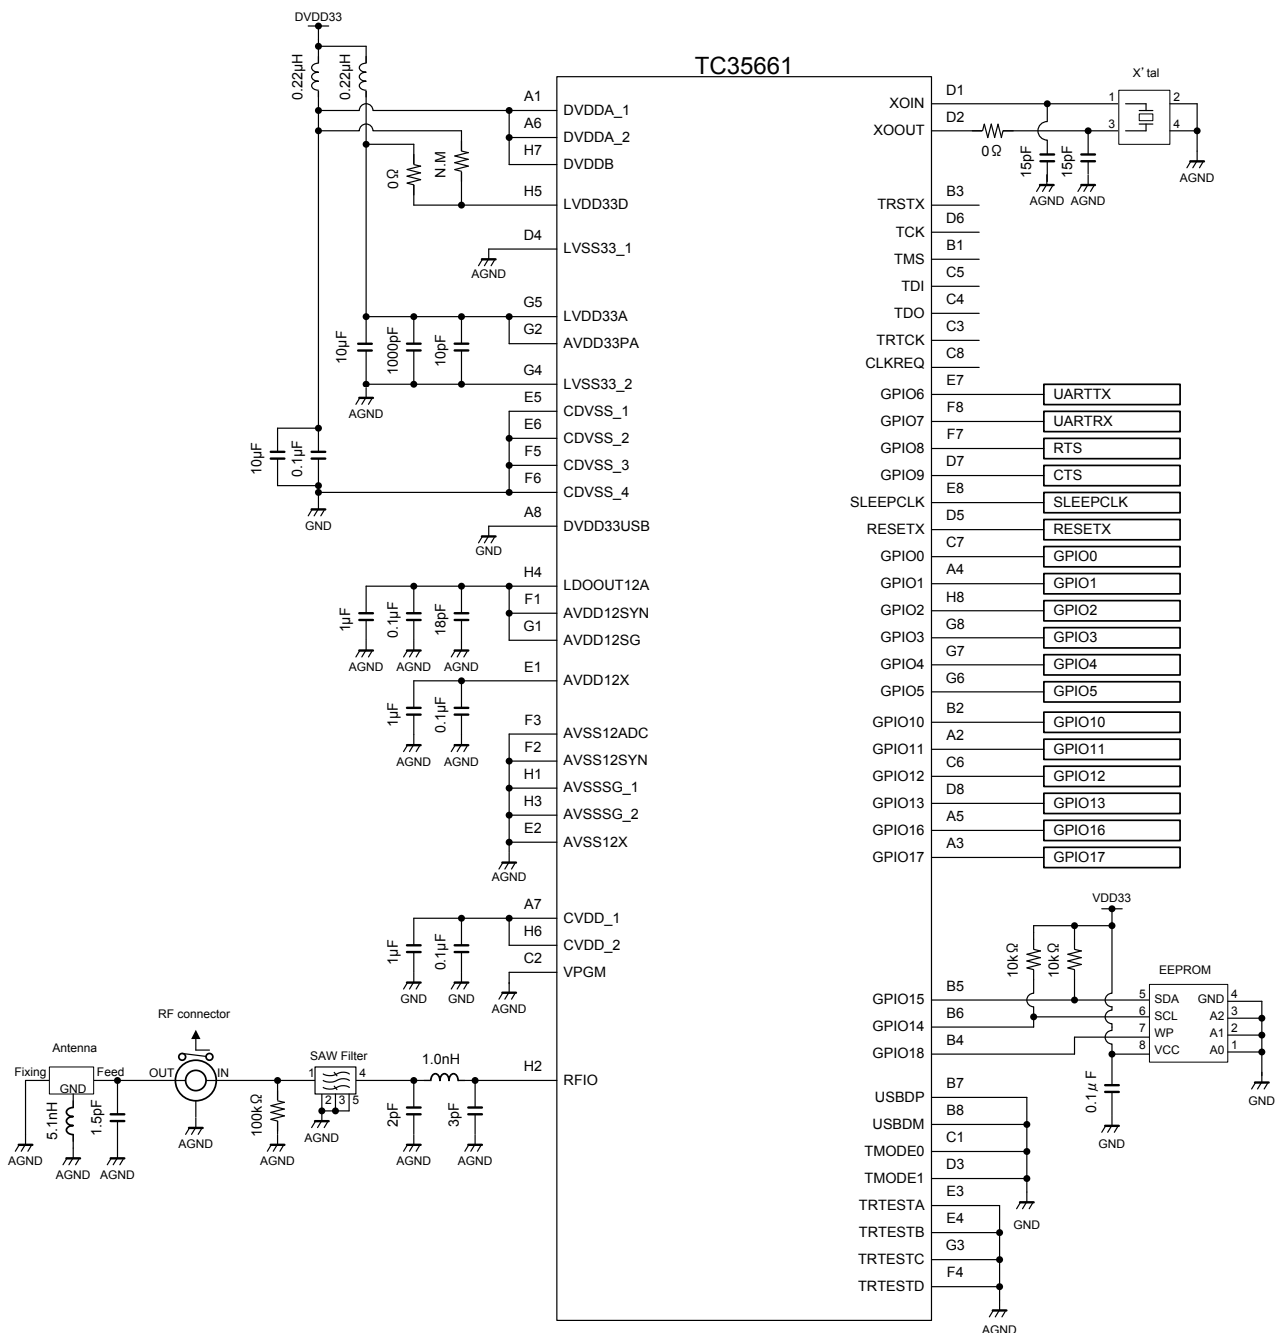 DVDD33
0.22µH
0.22µH
TC35661
A1
DVDDA_1
A6
DVDDA_2
H7
DVDDB
0Ω
N.M
H5
LVDD33D
D4
LVSS33_1
AGND
G5
LVDD33A
G2
AVDD33PA
10µF
1000pF
10pF
G4
LVSS33_2
AGND
E5
CDVSS_1
E6
CDVSS_2
F5
CDVSS_3
F6
CDVSS_4
10µF
0.1µF
GND
A8
DVDD33USB
GND
H4
LDOOUT12A
F1
AVDD12SYN
G1
AVDD12SG
1µF
0.1µF
18pF
AGND AGND AGND
E1
AVDD12X
1µF
0.1µF
AGND AGND
F3
AVSS12ADC
F2
AVSS12SYN
H1
AVSSSG_1
H3
AVSSSG_2
E2
AVSS12X
AGND
A7
CVDD_1
H6
CVDD_2
1µF
0.1µF
GND GND
C2
VPGM
AGND
RF connector
Antenna
Fixing
Feed
GND
5.1nH
1.5pF
AGND
AGND AGND
OUT
IN
AGND
100kΩ
AGND
SAW Filter
1
4
2 3 5
AGND
1.0nH
2pF
3pF
AGND AGND
H2
RFIO
D1
XOIN
D2
XOOUT
0Ω
15pF
15pF
AGND AGND
X'tal
1
2
3
4
AGND
B3
TRSTX
D6
TCK
B1
TMS
C5
TDI
C4
TDO
C3
TRTCK
C8
CLKREQ
E7
GPIO6
UARTTX
F8
GPIO7
UARTRX
F7
GPIO8
RTS
D7
GPIO9
CTS
E8
SLEEPCLK
SLEEPCLK
D5
RESETX
RESETX
C7
GPIO0
GPIO0
A4
GPIO1
GPIO1
H8
GPIO2
GPIO2
G8
GPIO3
GPIO3
G7
GPIO4
GPIO4
G6
GPIO5
GPIO5
B2
GPIO10
GPIO10
A2
GPIO11
GPIO11
C6
GPIO12
GPIO12
D8
GPIO13
GPIO13
A5
GPIO16
GPIO16
A3
GPIO17
GPIO17
VDD33
10kΩ
10kΩ
EEPROM
B5
GPIO15
B6
GPIO14
B4
GPIO18
5 SDA GND 4
6 SCL A2 3
7 WP A1 2
8 VCC A0 1
0.1µF
GND
GND
B7
USBDP
B8
USBDM
C1
TMODE0
D3
TMODE1
GND
E3
TRTESTA
E4
TRTESTB
G3
TRTESTC
F4
TRTESTD
AGND